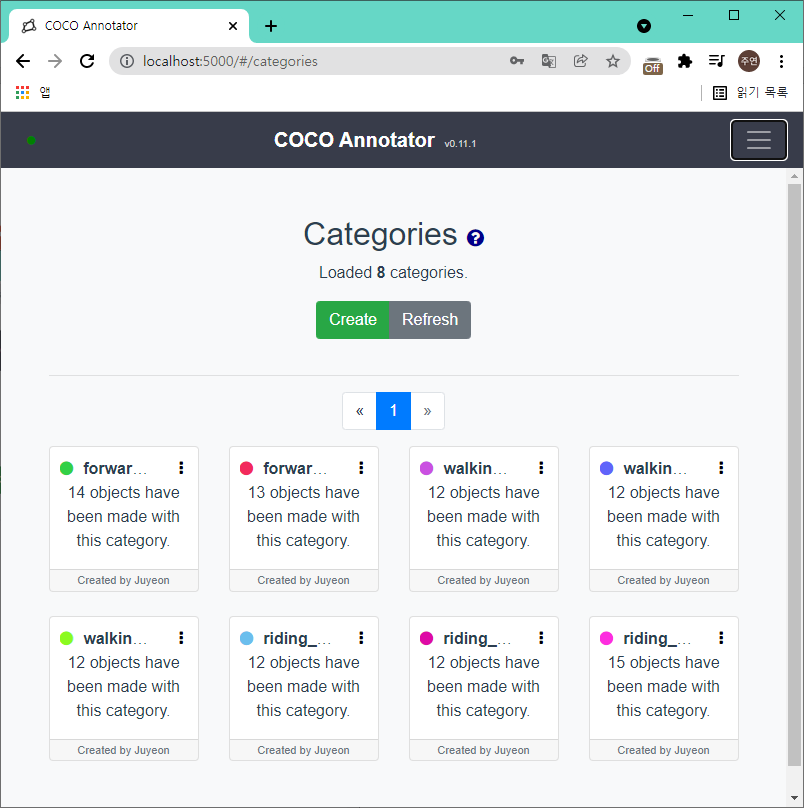 COCO Annotator
localhost:5000/#/categories
Off
주연
앱
읽기 목록
COCO Annotator v0.11.1
Categories ?
Loaded 8 categories.
Create Refresh
« 1 »
forwar…
14 objects have
been made with
this category.
Created by Juyeon
forwar…
13 objects have
been made with
this category.
Created by Juyeon
walkin…
12 objects have
been made with
this category.
Created by Juyeon
walkin…
12 objects have
been made with
this category.
Created by Juyeon
walkin…
12 objects have
been made with
this category.
Created by Juyeon
riding_…
12 objects have
been made with
this category.
Created by Juyeon
riding_…
12 objects have
been made with
this category.
Created by Juyeon
riding_…
15 objects have
been made with
this category.
Created by Juyeon